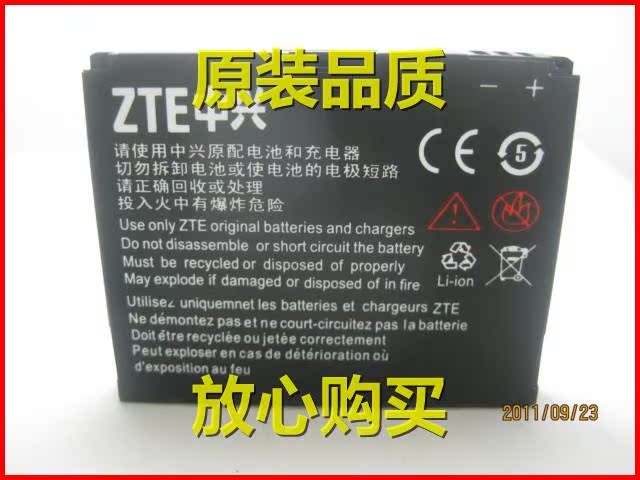 原装品质
− +
ZTE中兴
请使用中兴原配电池和充电器
切勿拆卸电池或使电池的电极短路
请正确回收或处理
投入火中有爆炸危险
CE
5
Use only ZTE original batteries and chargers
Do not disassemble or short circuit the battery
Must be recycled or disposed of properly
May explode if damaged or disposed of in fire
Li-ion
Utilisez uniquemnet les batteries et chargeurs ZTE
Ne démontez pas et ne court-circuitez pas la batterie
Doit être recyclée ou jetée correctement
Peut exploser en cas de détérioration où
d'exposition au feu
放心购买
2011/09/23